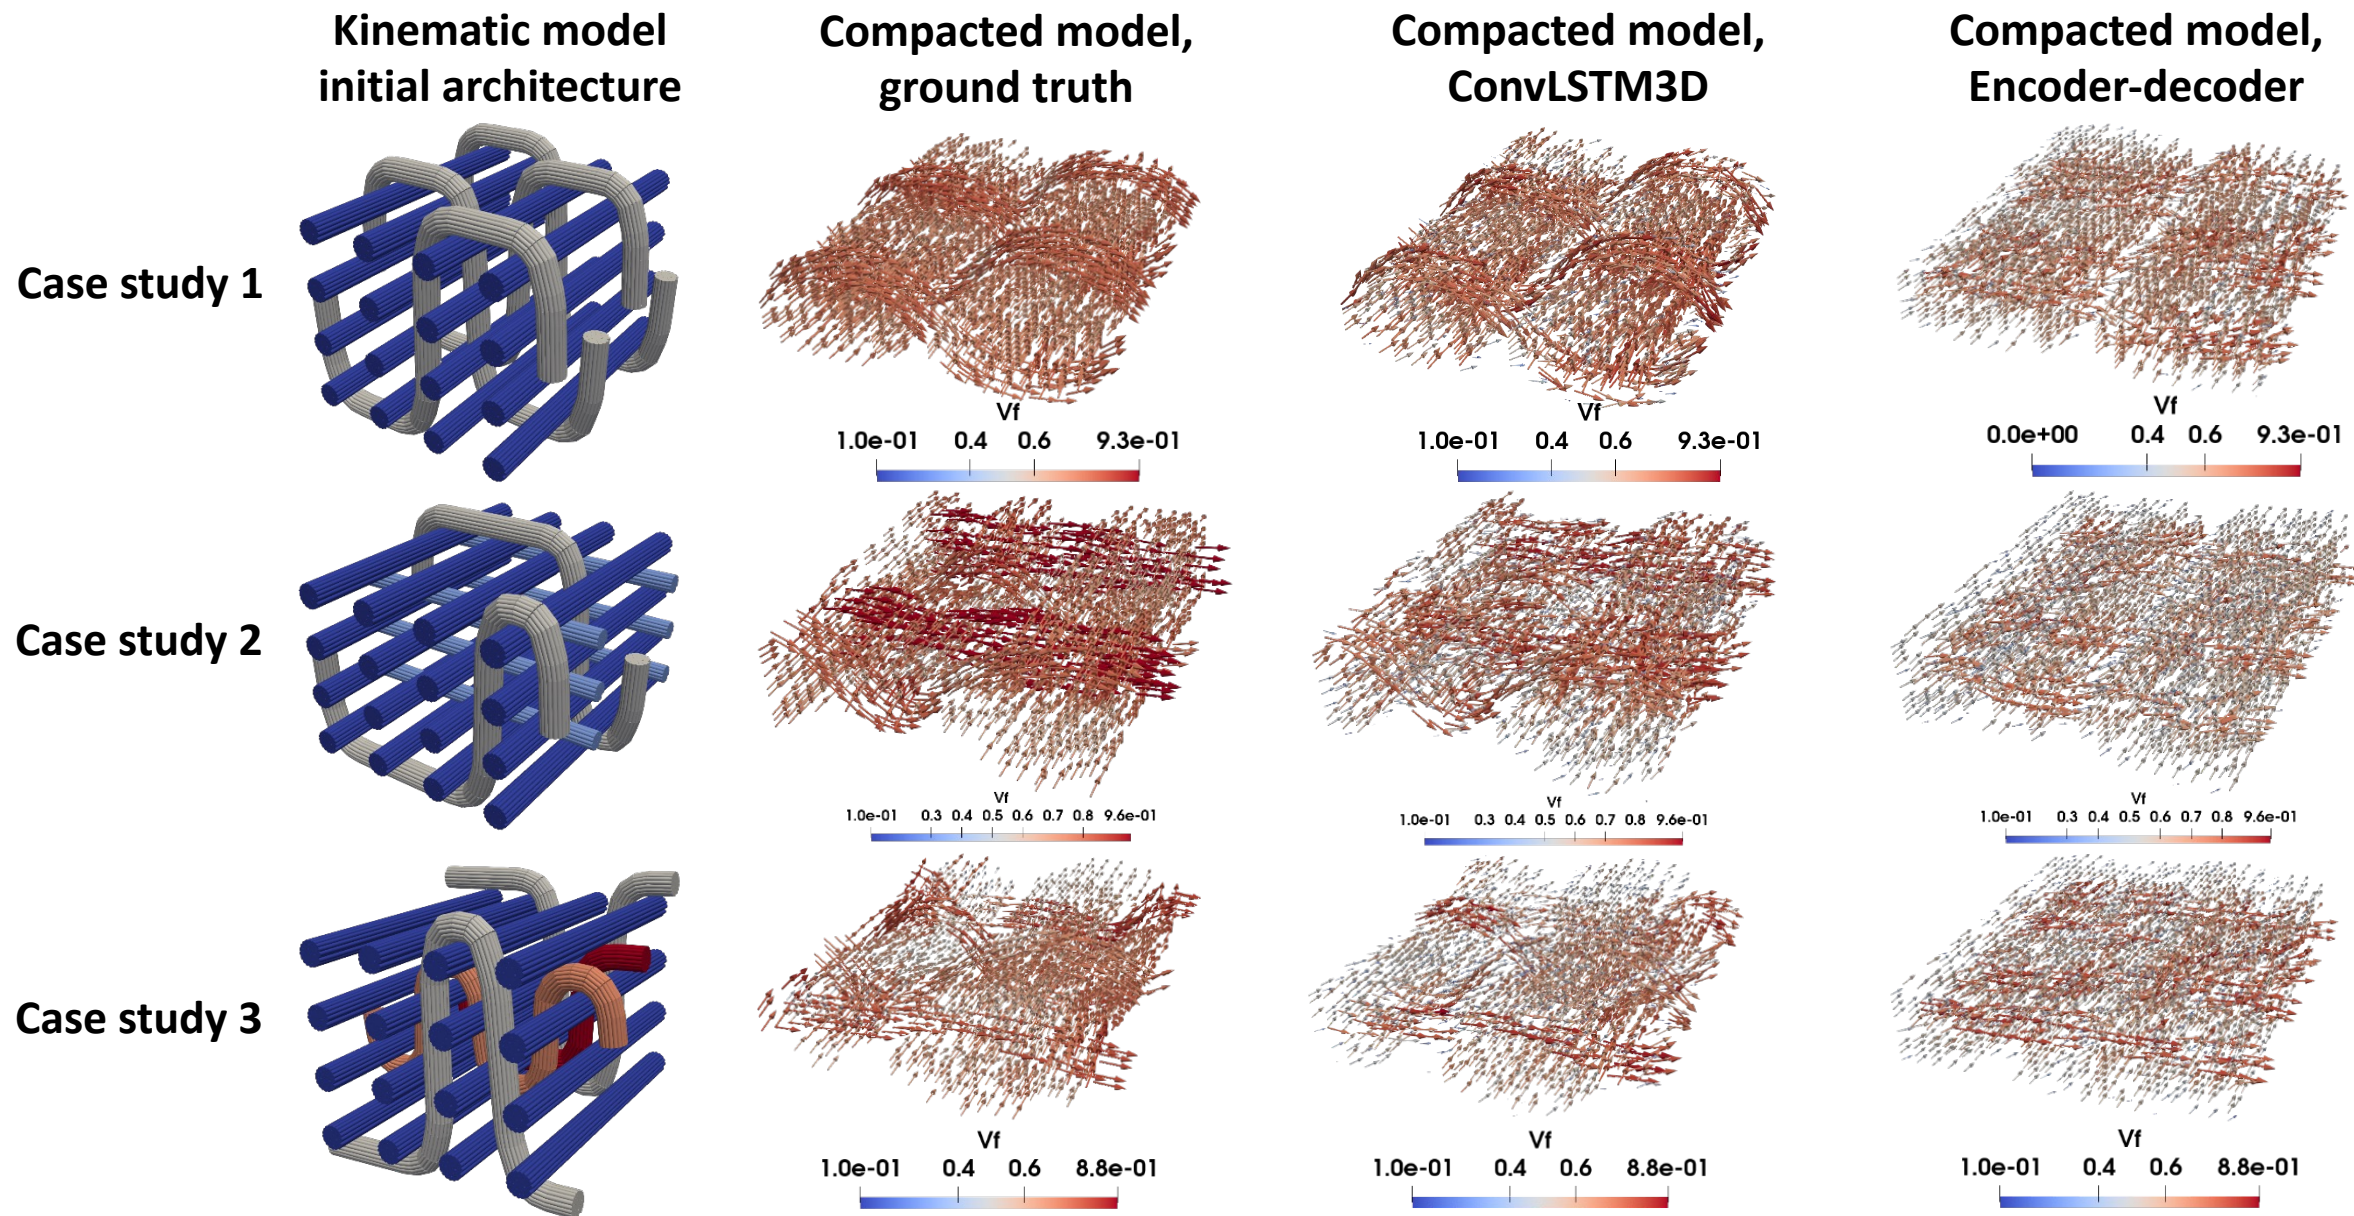 Kinematic model
initial architecture
Compacted model,
ground truth
Compacted model,
ConvLSTM3D
Compacted model,
Encoder-decoder
Case study 1
Vf
1.0e-01 0.4 0.6 9.3e-01
Vf
1.0e-01 0.4 0.6 9.3e-01
Vf
0.0e+00 0.4 0.6 9.3e-01
Case study 2
Vf
1.0e-01 0.3 0.4 0.5 0.6 0.7 0.8 9.6e-01
Vf
1.0e-01 0.3 0.4 0.5 0.6 0.7 0.8 9.6e-01
Vf
1.0e-01 0.3 0.4 0.5 0.6 0.7 0.8 9.6e-01
Case study 3
Vf
1.0e-01 0.4 0.6 8.8e-01
Vf
1.0e-01 0.4 0.6 8.8e-01
Vf
1.0e-01 0.4 0.6 8.8e-01